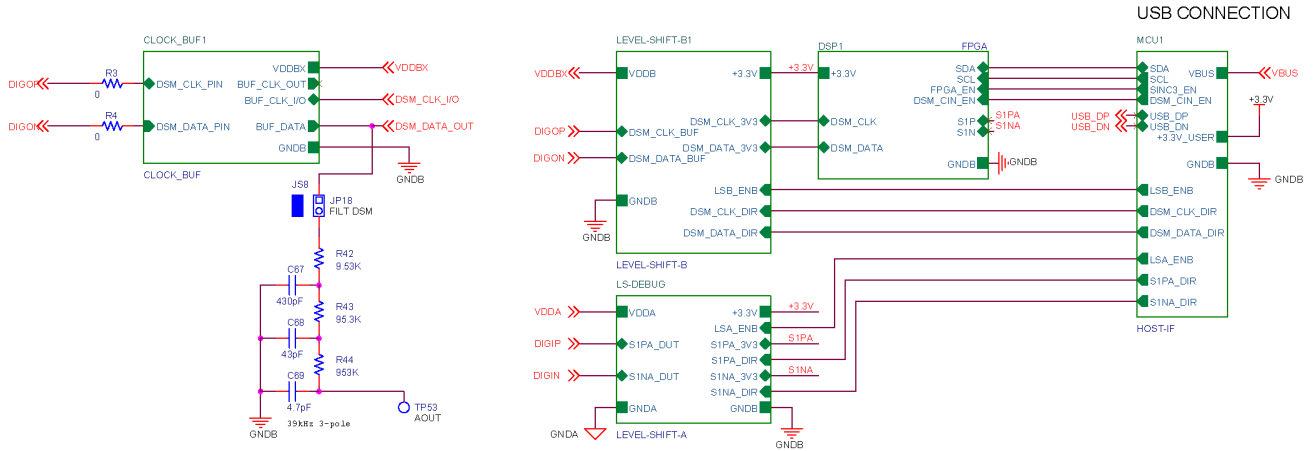 USB CONNECTION
CLOCK_BUF1
DIGOP
R3
0
DIGON
R4
0
DSM_CLK_PIN
DSM_DATA_PIN
VDDBX
BUF_CLK_OUT
BUF_CLK_I/O
BUF_DATA
GNDB
VDDBX
DSM_CLK_I/O
DSM_DATA_OUT
GNDB
CLOCK_BUF
JS8
JP18
FILT DSM
R42
9.53K
C67
430pF
R43
95.3K
C68
43pF
R44
953K
C69
4.7pF
39kHz 3-pole
GNDB
TP53
AOUT
LEVEL-SHIFT-B1
VDDBX
DIGOP
DIGON
GNDB
VDDB
DSM_CLK_BUF
DSM_DATA_BUF
GNDB
+3.3V
DSM_CLK_3V3
DSM_DATA_3V3
LSB_ENB
DSM_CLK_DIR
DSM_DATA_DIR
LEVEL-SHIFT-B
+3.3V
DSP1
FPGA
+3.3V
DSM_CLK
DSM_DATA
SDA
SCL
FPGA_EN
DSM_CIN_EN
S1P
S1N
GNDB
S1PA
S1NA
GNDB
MCU1
SDA
SCL
SINC3_EN
DSM_CIN_EN
USB_DP
USB_DN
USB_DP
USB_DN
VBUS
+3.3V_USER
GNDB
VBUS
+3.3V
GNDB
LSB_ENB
DSM_CLK_DIR
DSM_DATA_DIR
LSA_ENB
S1PA_DIR
S1NA_DIR
HOST-IF
LS-DEBUG
VDDA
DIGIP
DIGIN
GNDA
VDDA
S1PA_DUT
S1NA_DUT
GNDA
+3.3V
LSA_ENB
S1PA_3V3
S1PA_DIR
S1NA_3V3
S1NA_DIR
GNDB
+3.3V
S1PA
S1NA
GNDB
LEVEL-SHIFT-A